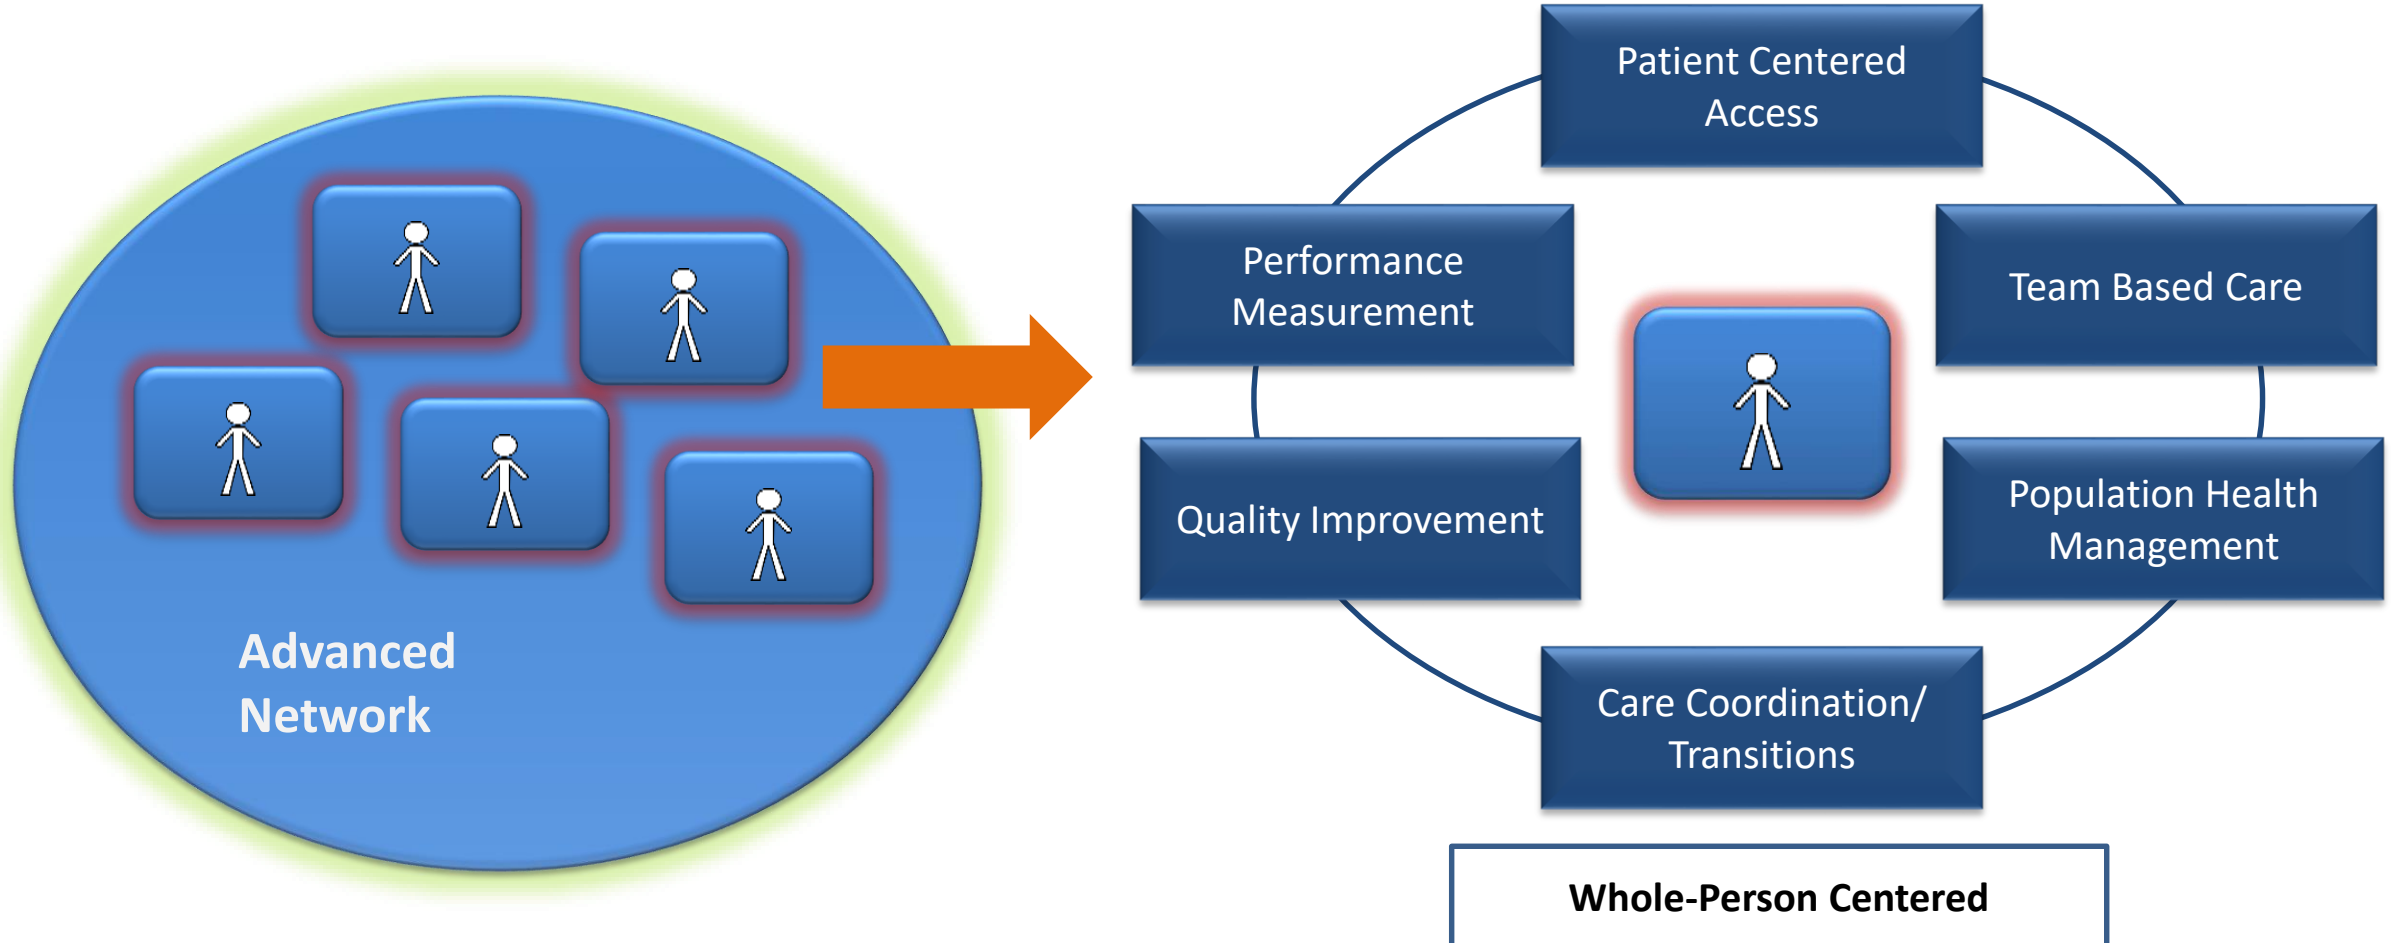 Advanced
Network
Patient Centered
Access
Team Based Care
Population Health
Management
Care Coordination/
Transitions
Quality Improvement
Performance
Measurement
Whole-Person Centered